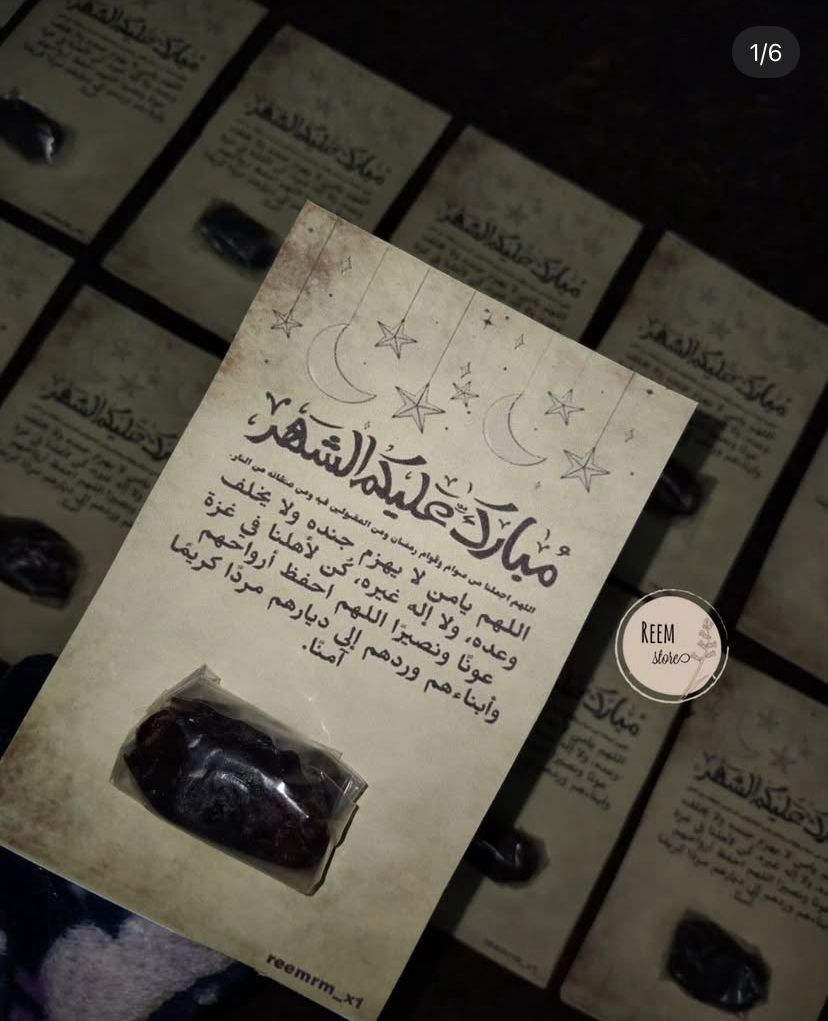 1/6
مُباركٌ عليكم الشهر
اللهم اجعلنا من صوام وقوام رمضان ومن المقبولين فيه ومن عتقائه من النار.
اللهم يامن لا يهزم جنده ولا يخلف
وعده، ولا إله غيره، كُن لأهلنا في غزة
عونًا ونصيرًا اللهم احفظ أرواحهم
وأبناءهم وردهم إلى ديارهم مردًا كريمًا
آمنًا.
reemrm_x1
REEM
store